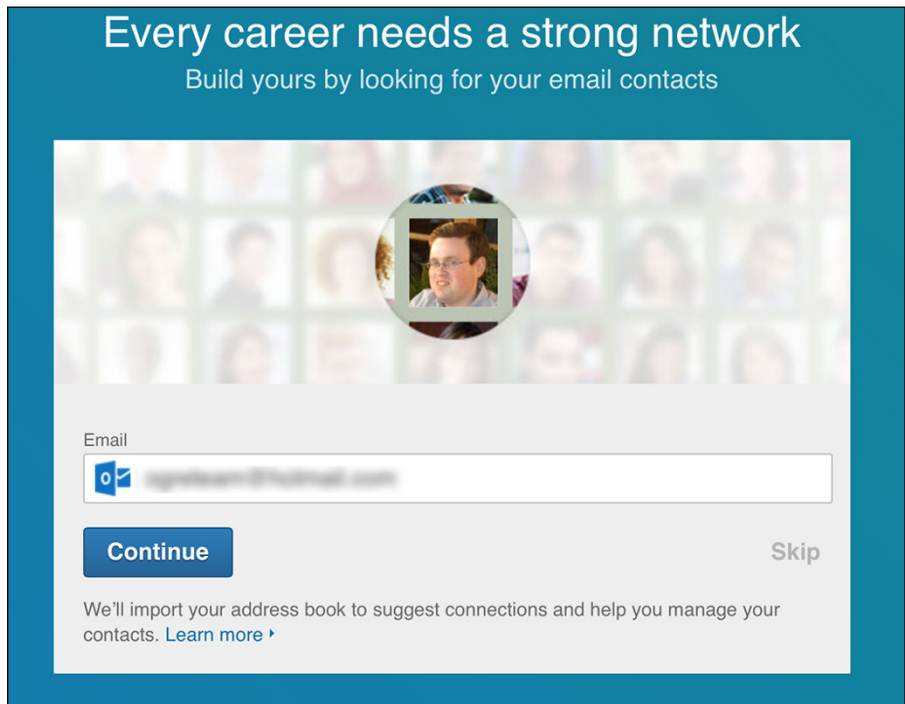 Every career needs a strong network
Build yours by looking for your email contacts
Email
Continue
Skip
We'll import your address book to suggest connections and help you manage your
contacts. Learn more